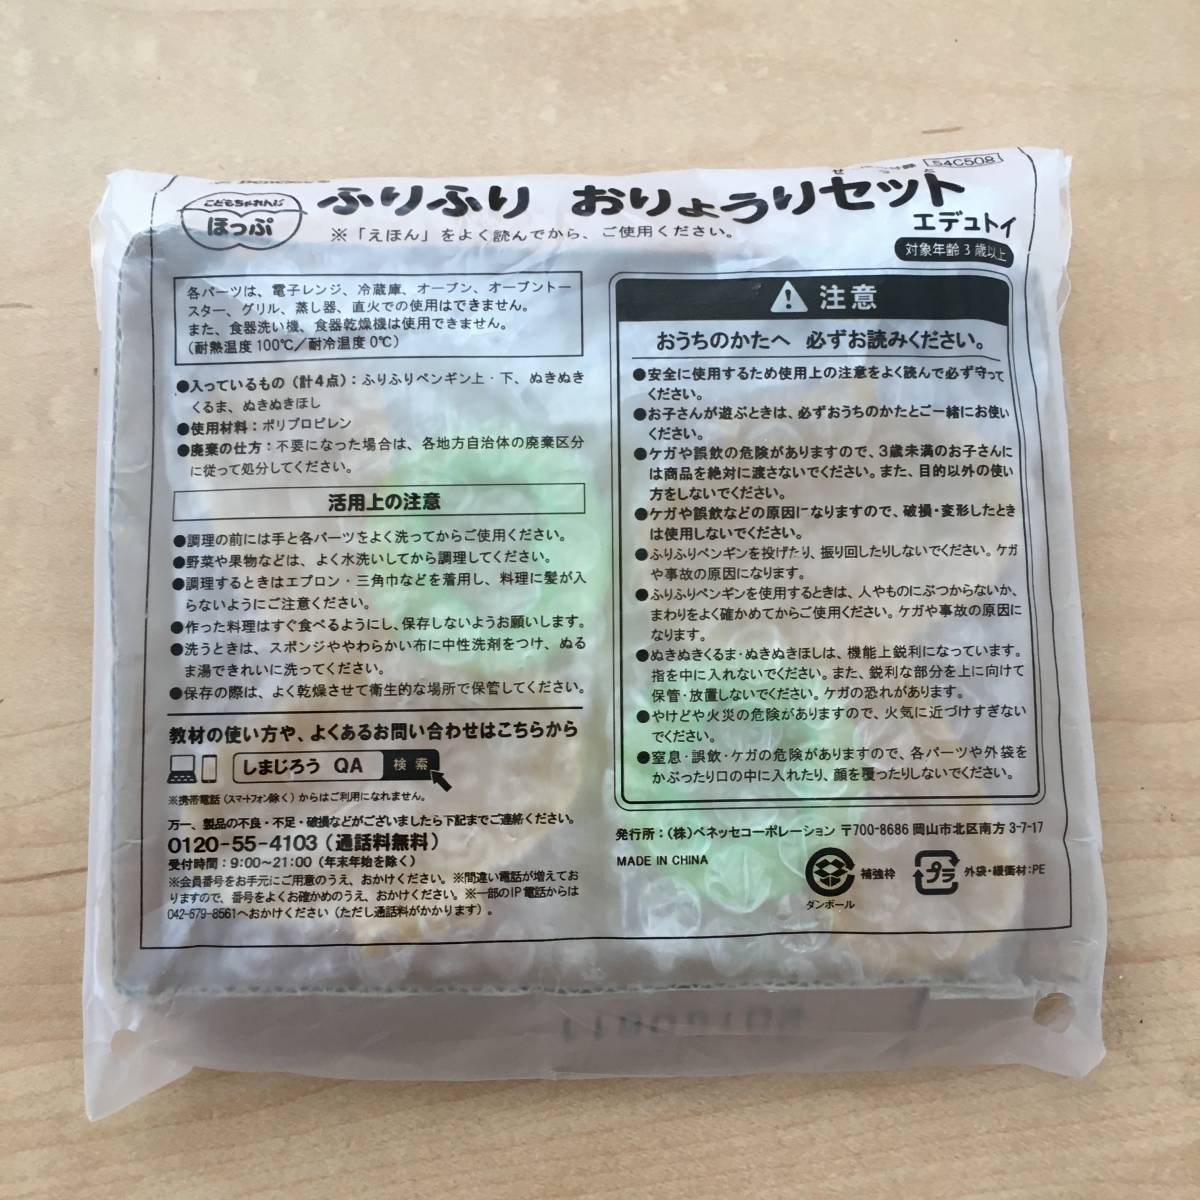 54C508
こどもちゃれんじ
ほっぷ
ふりふり おりょうりセット
エデュトイ
※「えほん」をよく読んでから、ご使用ください。
対象年齢3歳以上
各パーツは、電子レンジ、冷蔵庫、オーブン、オーブントー
スター、グリル、蒸し器、直火での使用はできません。
また、食器洗い機、食器乾燥機は使用できません。
(耐熱温度100℃/耐冷温度0℃)
●入っているもの(計4点):ふりふりペンギン上・下、ぬきぬき
くるま、ぬきぬきほし
●使用材料:ポリプロピレン
●廃棄の仕方:不要になった場合は、各地方自治体の廃棄区分
に従って処分してください。
活用上の注意
●調理の前には手と各パーツをよく洗ってからご使用ください。
●野菜や果物などは、よく水洗いしてから調理してください。
●調理するときはエプロン・三角巾などを着用し、料理に髪が入
らないようにご注意ください。
●作った料理はすぐ食べるようにし、保存しないようお願いします。
●洗うときは、スポンジややわらかい布に中性洗剤をつけ、ぬる
ま湯できれいに洗ってください。
●保存の際は、よく乾燥させて衛生的な場所で保管してください。
教材の使い方や、よくあるお問い合わせはこちらから
しまじろう QA 検索
※携帯電話(スマートフォン除く)からはご利用になれません。
万一、製品の不良・不足・破損などがございましたら下記までご連絡ください。
0120-55-4103(通話料無料)
受付時間:9:00~21:00(年末年始を除く)
※会員番号をお手元にご用意のうえ、おかけください。※間違い電話が増えてお
りますので、番号をよくお確かめのうえ、おかけください。※一部のIP電話からは
042-679-8561へおかけください(ただし通話料がかかります)。
注意
おうちのかたへ 必ずお読みください。
●安全に使用するため使用上の注意をよく読んで必ず守って
ください。
●お子さんが遊ぶときは、必ずおうちのかたとご一緒にお使い
ください。
●ケガや誤飲の危険がありますので、3歳未満のお子さんに
は商品を絶対に渡さないでください。また、目的以外の使い
方をしないでください。
●ケガや誤飲などの原因になりますので、破損・変形したとき
は使用しないでください。
●ふりふりペンギンを投げたり、振り回したりしないでください。ケガ
や事故の原因になります。
●ふりふりペンギンを使用するときは、人やものにぶつからないか、
まわりをよく確かめてからご使用ください。ケガや事故の原因に
なります。
●ぬきぬきくるま・ぬきぬきほしは、機能上鋭利になっています。
指を中に入れないでください。また、鋭利な部分を上に向けて
保管・放置しないでください。ケガの恐れがあります。
●やけどや火災の危険がありますので、火気に近づけすぎない
でください。
●窒息・誤飲・ケガの危険がありますので、各パーツや外袋を
かぶったり口の中に入れたり、顔を覆ったりしないでください。
発行所:(株)ベネッセコーポレーション 〒700-8686 岡山市北区南方3-7-17
MADE IN CHINA
ダンボール
補強枠
プラ
外袋・緩衝材:PE